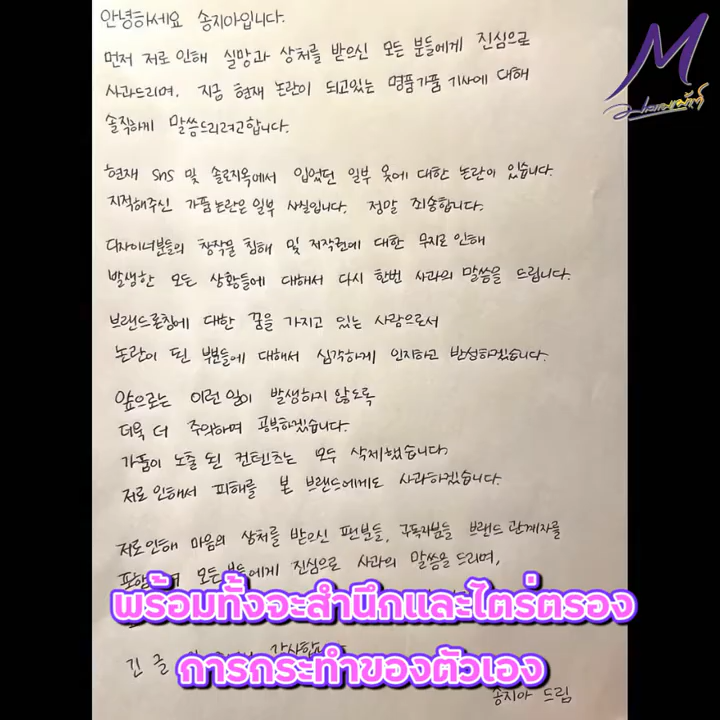 안녕하세요 송지아입니다.
먼저 저로 인해 실망과 상처를 받으신 모든 분들에게 진심으로
사과드리며, 지금 현재 논란이 되고있는 명품가품 기사에 대해
솔직하게 말씀드리려고합니다.
현재 sns 및 솔로지옥에서 입었던 일부 옷에 대한 논란이 있습니다.
지적해주신 가품논란은 일부 사실입니다. 정말 죄송합니다.
디자이너분들의 창작물 침해 및 저작권에 대한 무지로 인해
발생한 모든 상황들에 대해서 다시 한번 사과의 말씀을 드립니다.
브랜드론칭에 대한 꿈을 가지고 있는 사람으로서
논란이 된 부분들에 대해서 심각하게 인지하고 반성하겠습니다.
앞으로는 이런 일이 발생하지 않도록
더욱 더 주의하며 공부하겠습니다.
가품이 노출 된 컨텐츠는 모두 삭제했습니다.
저로 인해서 피해를 본 브랜드에게도 사과하겠습니다.
저로 인해 마음의 상처를 받으신 팬분들, 구독자분들 브랜드 관계자를
모든 분들에게 진심으로 사과의 말씀을 드리며,
พร้อมทั้งจะสำนึกและไตร่ตรอง
긴 글
การกระทำของตัวเอง
송지아 드림
M